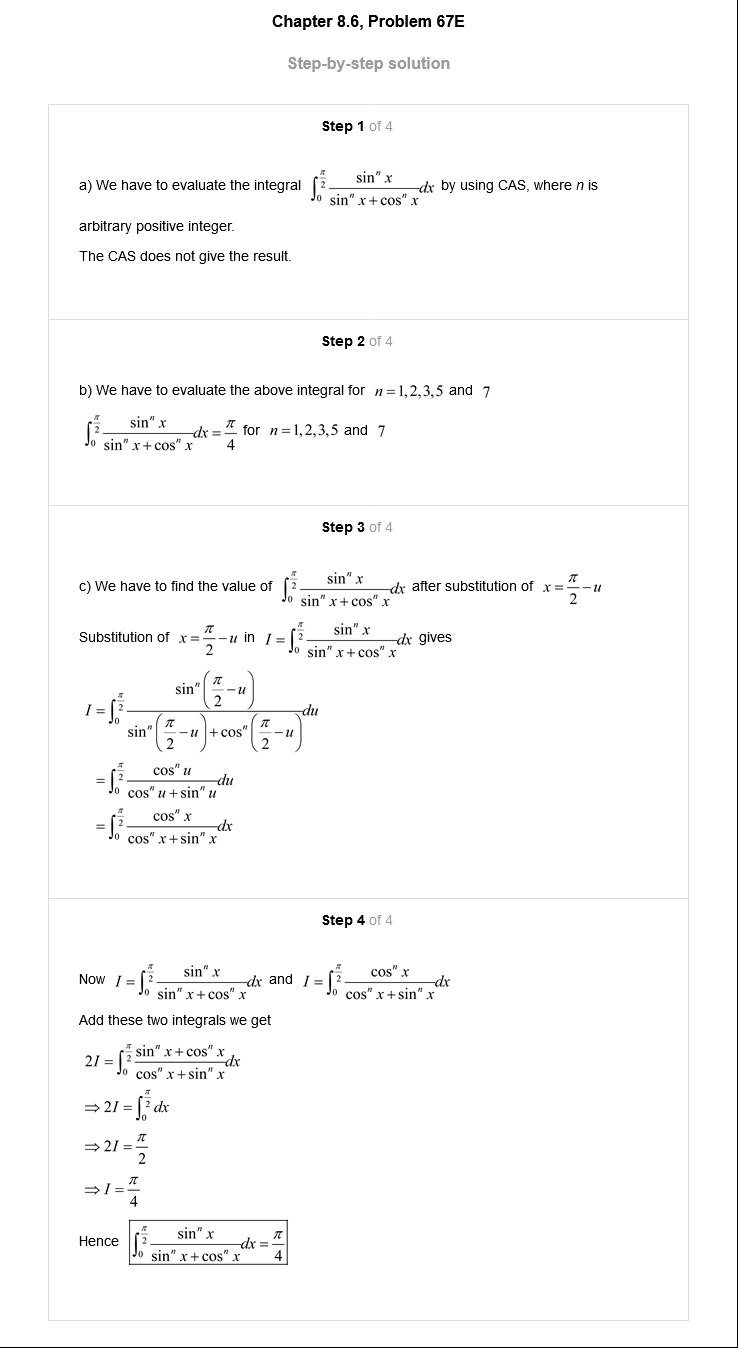 Chapter 8.6, Problem 67E
Step-by-step solution
Step 1 of 4
a) We have to evaluate the integral $\int_0^{\frac{\pi}{2}} \frac{\sin^n x}{\sin^n x+\cos^n x}dx$ by using CAS, where n is
arbitrary positive integer.
The CAS does not give the result.
Step 2 of 4
b) We have to evaluate the above integral for $n=1,2,3,5$ and 7
$\int_0^{\frac{\pi}{2}} \frac{\sin^n x}{\sin^n x+\cos^n x}dx=\frac{\pi}{4}$ for $n=1,2,3,5$ and 7
Step 3 of 4
c) We have to find the value of $\int_0^{\frac{\pi}{2}} \frac{\sin^n x}{\sin^n x+\cos^n x}dx$ after substitution of $x=\frac{\pi}{2}-u$
Substitution of $x=\frac{\pi}{2}-u$ in $I=\int_0^{\frac{\pi}{2}} \frac{\sin^n x}{\sin^n x+\cos^n x}dx$ gives
$I=\int_0^{\frac{\pi}{2}} \frac{\sin^n\left(\frac{\pi}{2}-u\right)}{\sin^n\left(\frac{\pi}{2}-u\right)+\cos^n\left(\frac{\pi}{2}-u\right)}du$
$=\int_0^{\frac{\pi}{2}} \frac{\cos^n u}{\cos^n u+\sin^n u}du$
$=\int_0^{\frac{\pi}{2}} \frac{\cos^n x}{\cos^n x+\sin^n x}dx$
Step 4 of 4
Now $I=\int_0^{\frac{\pi}{2}} \frac{\sin^n x}{\sin^n x+\cos^n x}dx$ and $I=\int_0^{\frac{\pi}{2}} \frac{\cos^n x}{\cos^n x+\sin^n x}dx$
Add these two integrals we get
$2I=\int_0^{\frac{\pi}{2}} \frac{\sin^n x+\cos^n x}{\cos^n x+\sin^n x}dx$
$\Rightarrow 2I=\int_0^{\frac{\pi}{2}} dx$
$\Rightarrow 2I=\frac{\pi}{2}$
$\Rightarrow I=\frac{\pi}{4}$
Hence $\int_0^{\frac{\pi}{2}} \frac{\sin^n x}{\sin^n x+\cos^n x}dx=\frac{\pi}{4}$